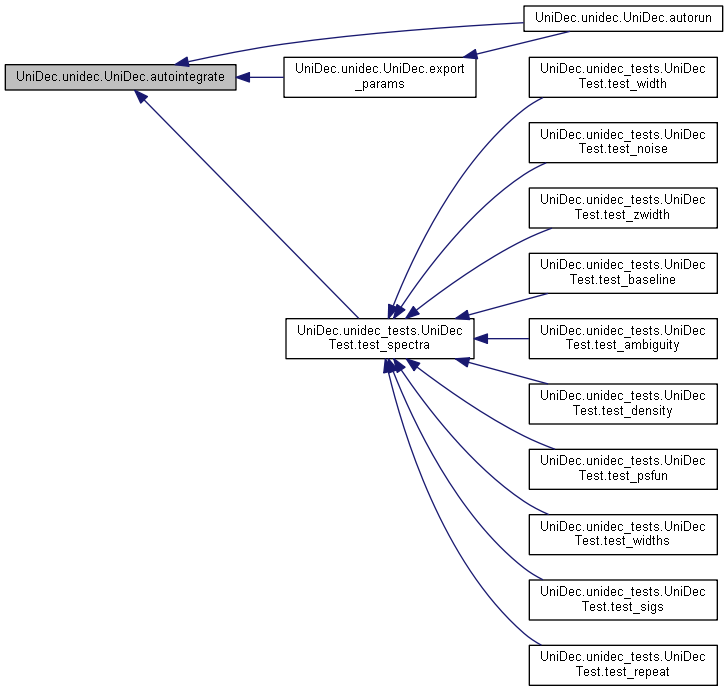 UniDec.unidec.UniDec.autorun
UniDec.unidec.UniDec.autointegrate
UniDec.unidec.UniDec.export
_params
UniDec.unidec_tests.UniDec
Test.test_width
UniDec.unidec_tests.UniDec
Test.test_noise
UniDec.unidec_tests.UniDec
Test.test_zwidth
UniDec.unidec_tests.UniDec
Test.test_baseline
UniDec.unidec_tests.UniDec
Test.test_spectra
UniDec.unidec_tests.UniDec
Test.test_ambiguity
UniDec.unidec_tests.UniDec
Test.test_density
UniDec.unidec_tests.UniDec
Test.test_psfun
UniDec.unidec_tests.UniDec
Test.test_widths
UniDec.unidec_tests.UniDec
Test.test_sigs
UniDec.unidec_tests.UniDec
Test.test_repeat